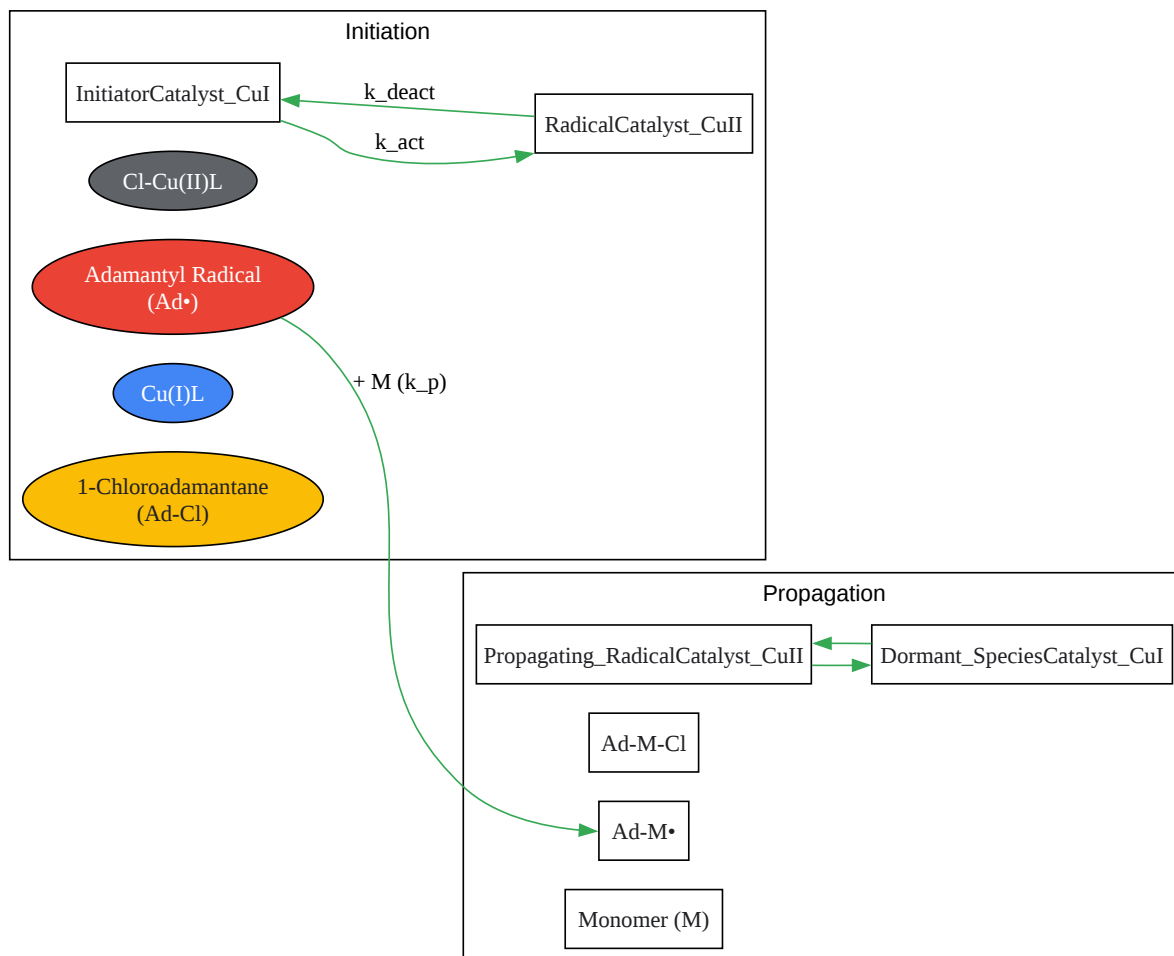 Initiation
InitiatorCatalyst_CuI
k_deact
k_act
RadicalCatalyst_CuII
Cl-Cu(II)L
Adamantyl Radical
(Ad•)
+ M (k_p)
Cu(I)L
1-Chloroadamantane
(Ad-Cl)
Propagation
Propagating_RadicalCatalyst_CuII
Dormant_SpeciesCatalyst_CuI
Ad-M-Cl
Ad-M•
Monomer (M)